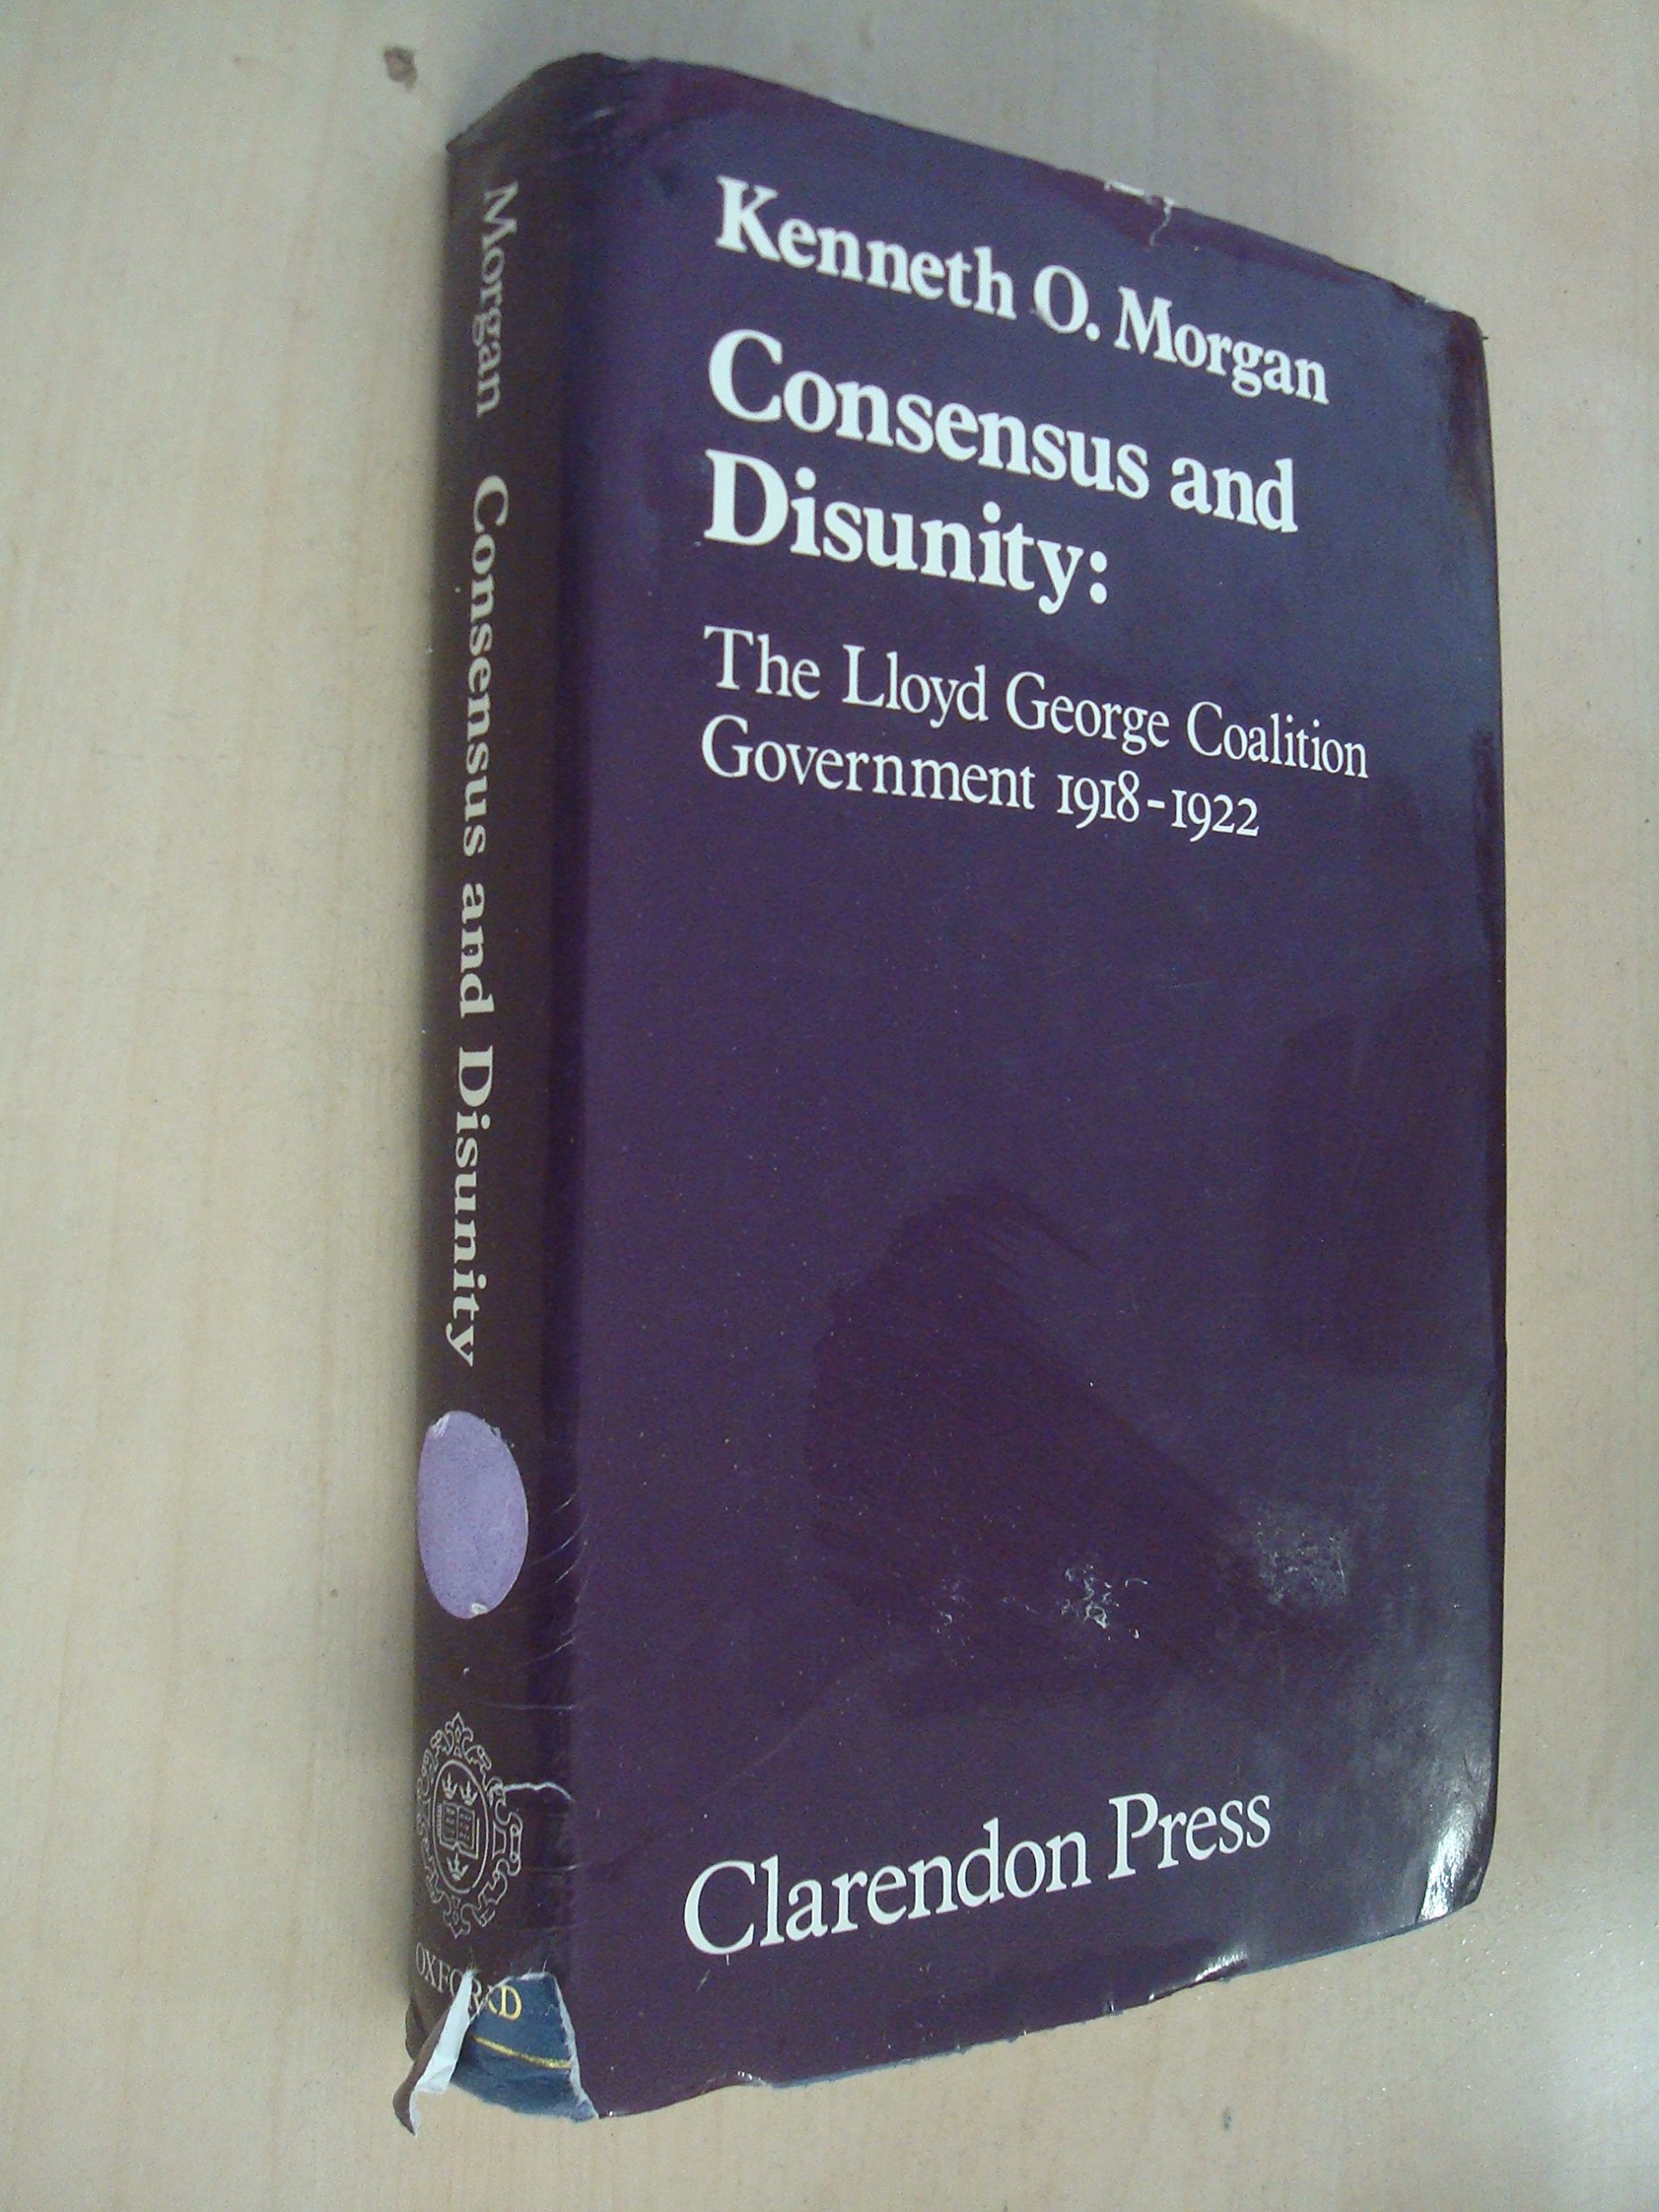 Kenneth O. Morgan
Consensus and
Disunity:
The Lloyd George Coalition
Government 1918-1922
Clarendon Press
Morgan Consensus and Disunity
OXFORD